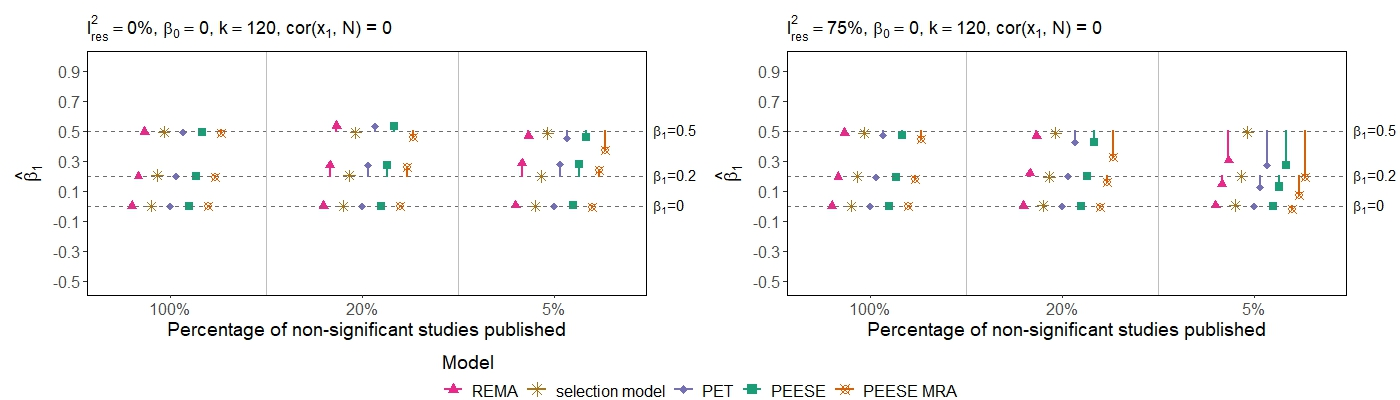 I²res = 0%, β₀ = 0, k = 120, cor(x₁, N) = 0
β̂₁
0.9
0.7
0.5
0.3
0.1
-0.1
-0.3
-0.5
β₁=0.5
β₁=0.2
β₁=0
100% 20% 5%
Percentage of non-significant studies published
I²res = 75%, β₀ = 0, k = 120, cor(x₁, N) = 0
β̂₁
0.9
0.7
0.5
0.3
0.1
-0.1
-0.3
-0.5
β₁=0.5
β₁=0.2
β₁=0
100% 20% 5%
Percentage of non-significant studies published
Model
REMA selection model PET PEESE PEESE MRA